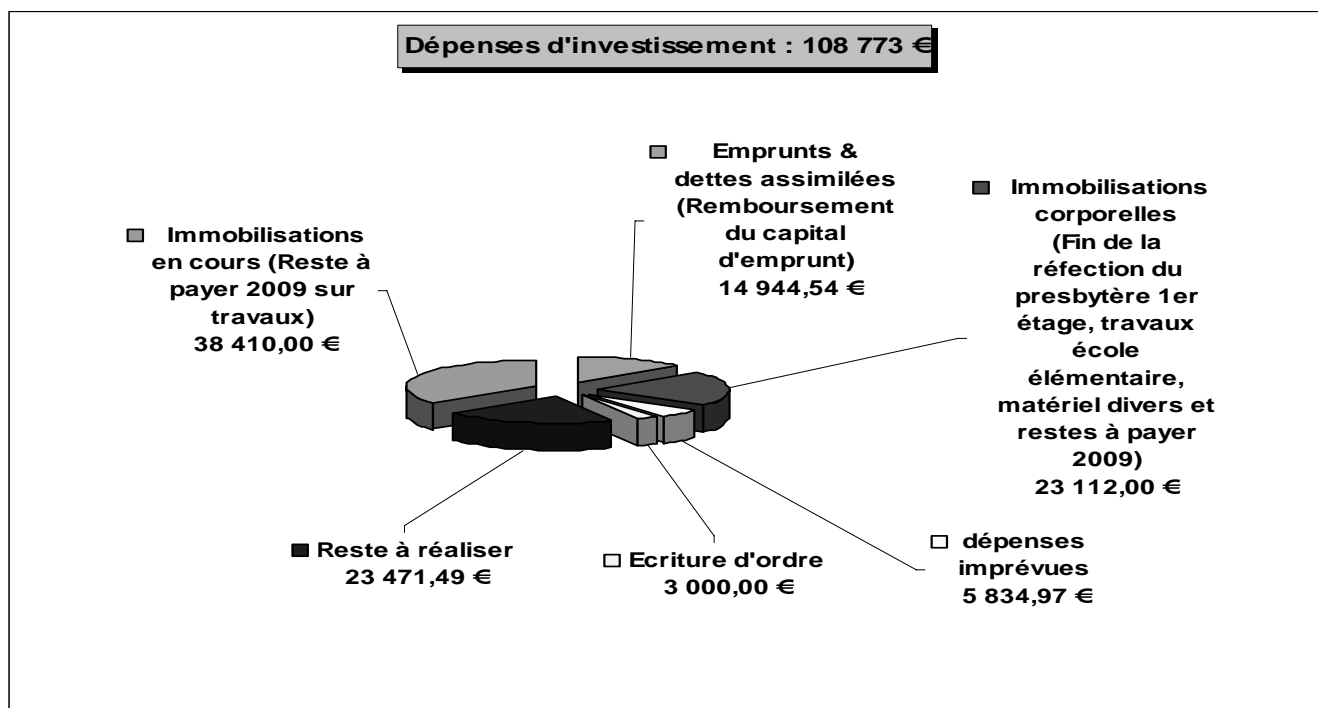 Dépenses d'investissement : 108 773 €
Emprunts &
dettes assimilées
(Remboursement
du capital
d'emprunt)
14 944,54 €
Immobilisations
corporelles
(Fin de la
réfection du
presbytère 1er
étage, travaux
école
élémentaire,
matériel divers et
restes à payer
2009)
23 112,00 €
Immobilisations
en cours (Reste à
payer 2009 sur
travaux)
38 410,00 €
Reste à réaliser
23 471,49 €
Ecriture d'ordre
3 000,00 €
dépenses
imprévues
5 834,97 €